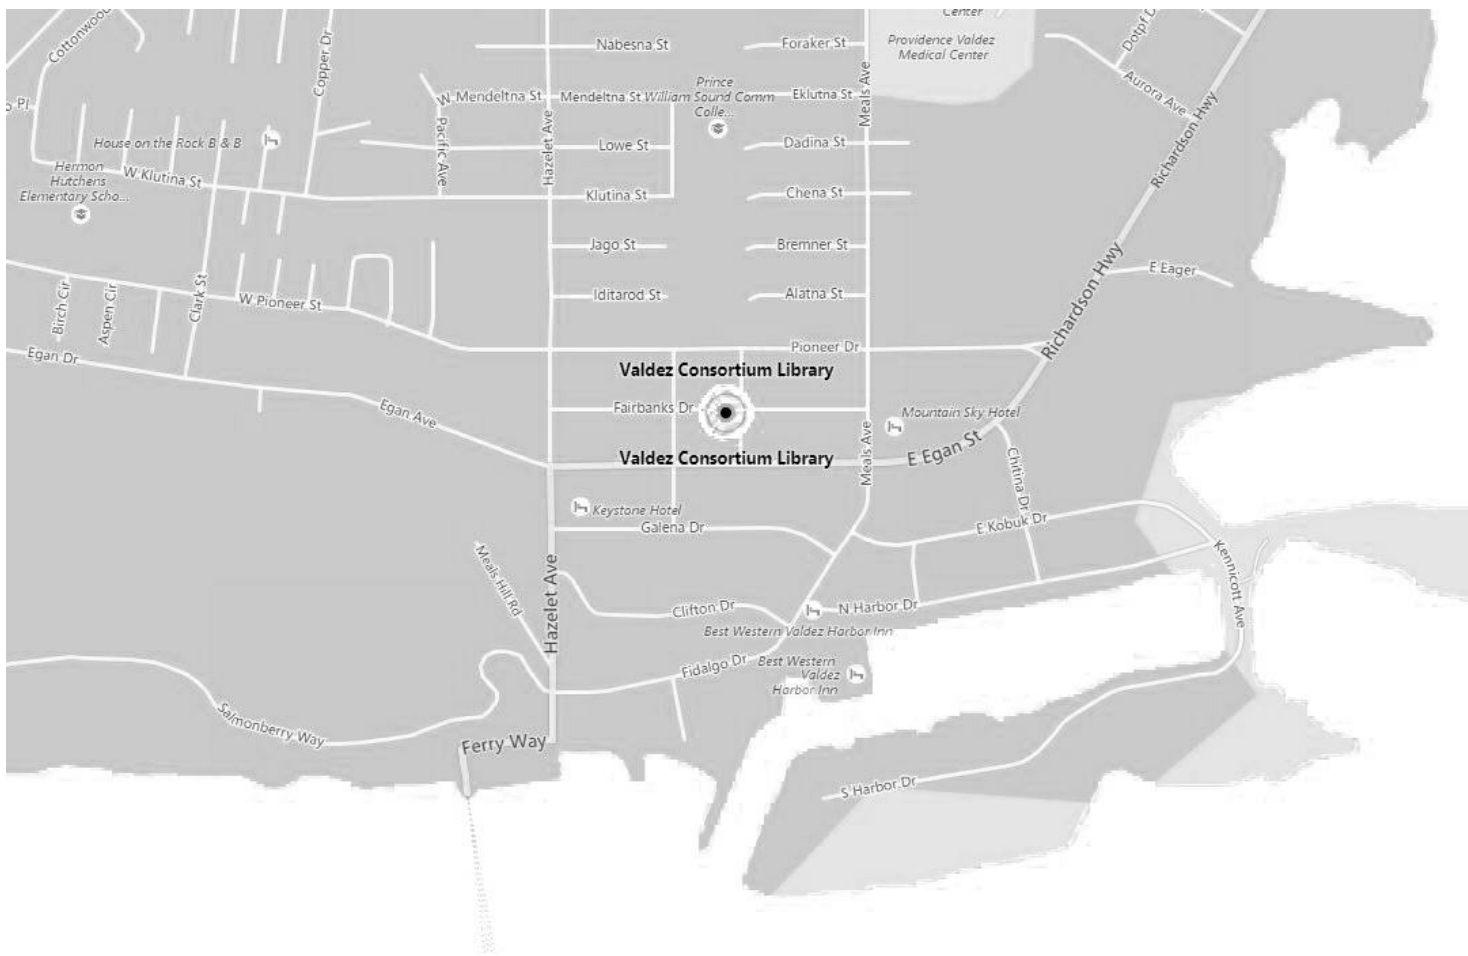 Cottonwood
Copper Dr
Nabesna St
Foraker St
Center
Providence Valdez
Medical Center
Dotpf D
Aurora Ave
Richardson Hwy
Meals Ave
W Mendeltna St
Mendeltna St
Prince
William Sound Comm
Colle...
Eklutna St
o Pl
House on the Rock B & B
Pacific Ave
Hazelet Ave
Lowe St
Dadina St
Hermon
Hutchens
Elementary Scho...
W Klutina St
Klutina St
Chena St
Jago St
Bremner St
E Eager
Richardson Hwy
Birch Cir
Aspen Cir
Clark St
W Pioneer St
Iditarod St
Alatna St
Pioneer Dr
Egan Dr
Valdez Consortium Library
Egan Ave
Fairbanks Dr
Mountain Sky Hotel
Valdez Consortium Library
Meals Ave
E Egan St
Chitina Dr
Keystone Hotel
Galena Dr
E Kobuk Dr
Meals Hill Rd
Hazelet Ave
Kennicott Ave
Clifton Dr
N Harbor Dr
Best Western Valdez Harbor Inn
Fidalgo Dr
Best Western
Valdez
Harbor Inn
Salmonberry Way
Ferry Way
S Harbor Dr